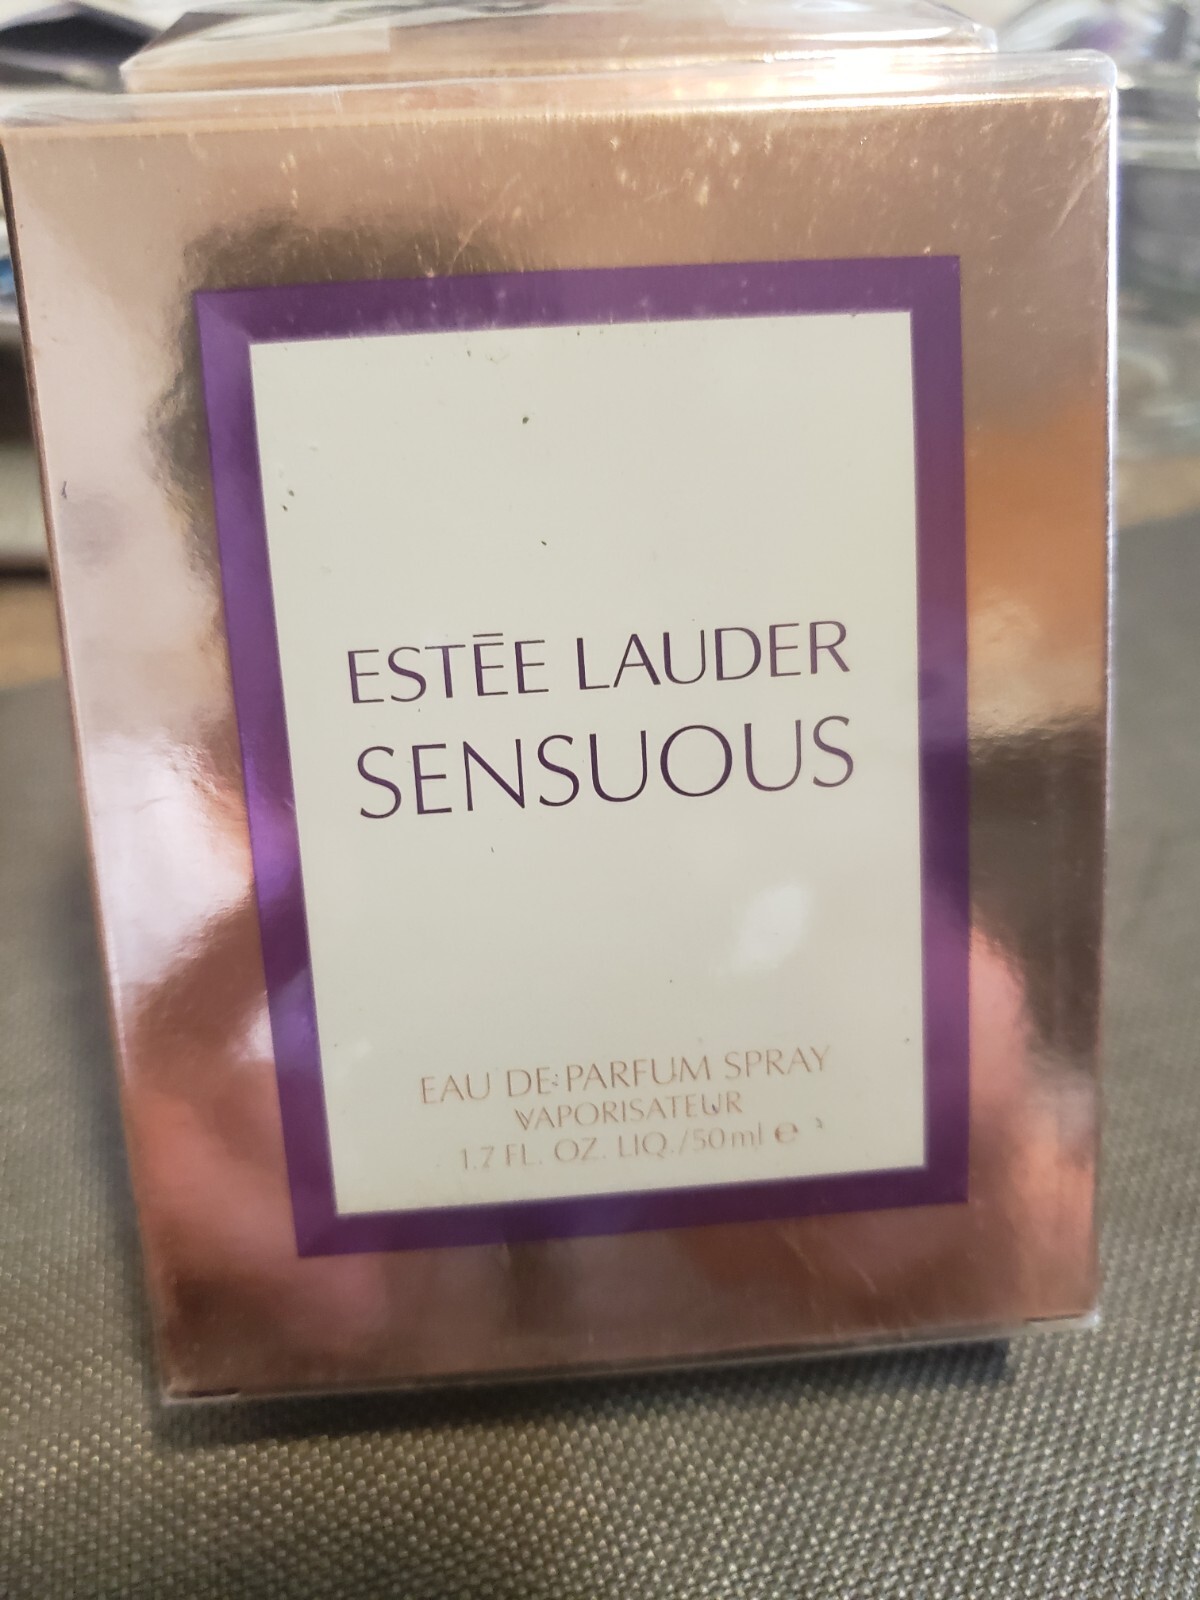 ESTĒE LAUDER
SENSUOUS
EAU DE PARFUM SPRAY
VAPORISATEUR
1.7 FL. OZ. LIQ./50ml ℮